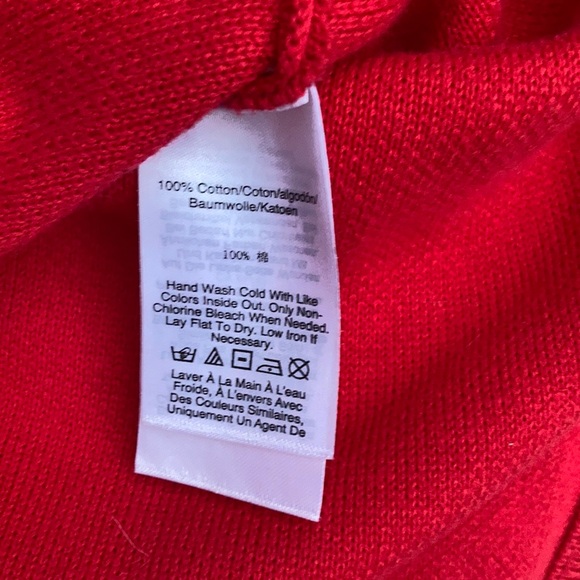 100% Cotton/Coton/algodón/
Baumwolle/Katoen
100% 棉
Hand Wash Cold With Like
Colors Inside Out. Only Non-
Chlorine Bleach When Needed.
Lay Flat To Dry. Low Iron If
Necessary.
Laver À La Main À L'eau
Froide, À L'envers Avec
Des Couleurs Similaires,
Uniquement Un Agent De